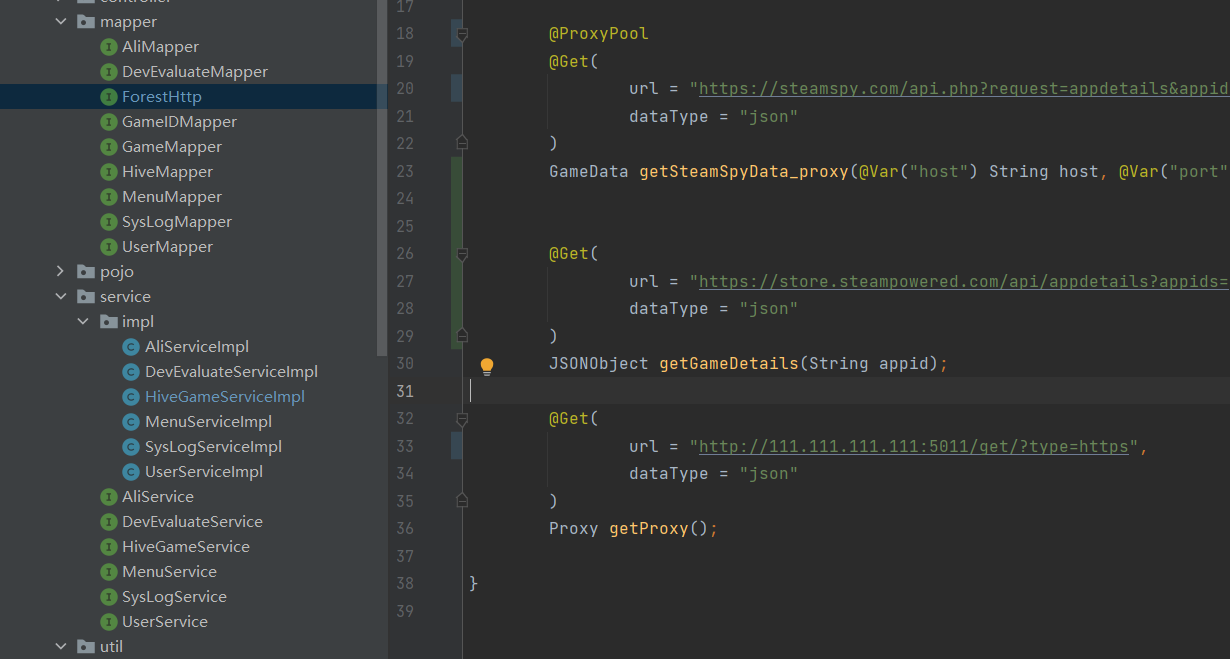 controller
mapper
AliMapper
DevEvaluateMapper
ForestHttp
GameIDMapper
GameMapper
HiveMapper
MenuMapper
SysLogMapper
UserMapper
pojo
service
impl
AliServiceImpl
DevEvaluateServiceImpl
HiveGameServiceImpl
MenuServiceImpl
SysLogServiceImpl
UserServiceImpl
AliService
DevEvaluateService
HiveGameService
MenuService
SysLogService
UserService
util
17
18 @ProxyPool
19 @Get(
20 url = "https://steamspy.com/api.php?request=appdetails&appid
21 dataType = "json"
22 )
23 GameData getSteamSpyData_proxy(@Var("host") String host, @Var("port"
24
25
26 @Get(
27 url = "https://store.steampowered.com/api/appdetails?appids=
28 dataType = "json"
29 )
30 JSONObject getGameDetails(String appid);
31
32 @Get(
33 url = "http://111.111.111.111:5011/get/?type=https",
34 dataType = "json"
35 )
36 Proxy getProxy();
37
38 }
39